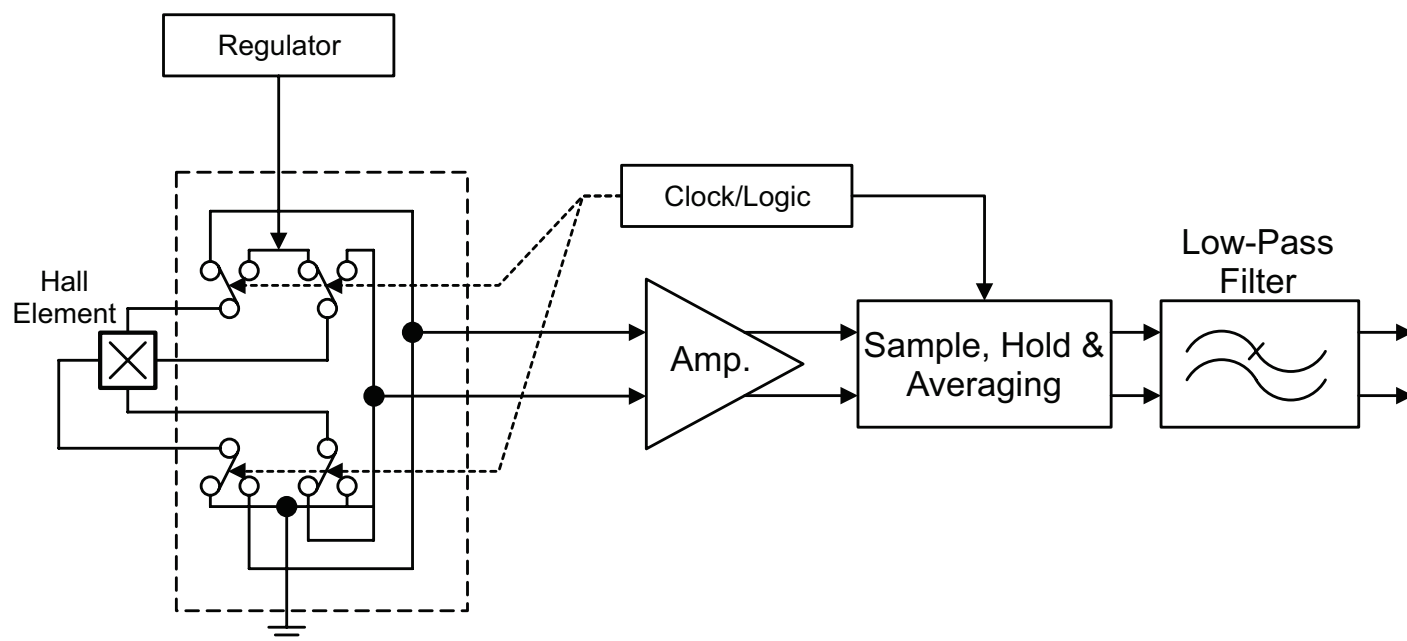 Regulator
Clock/Logic
Hall
Element
Amp.
Sample, Hold &
Averaging
Low-Pass
Filter